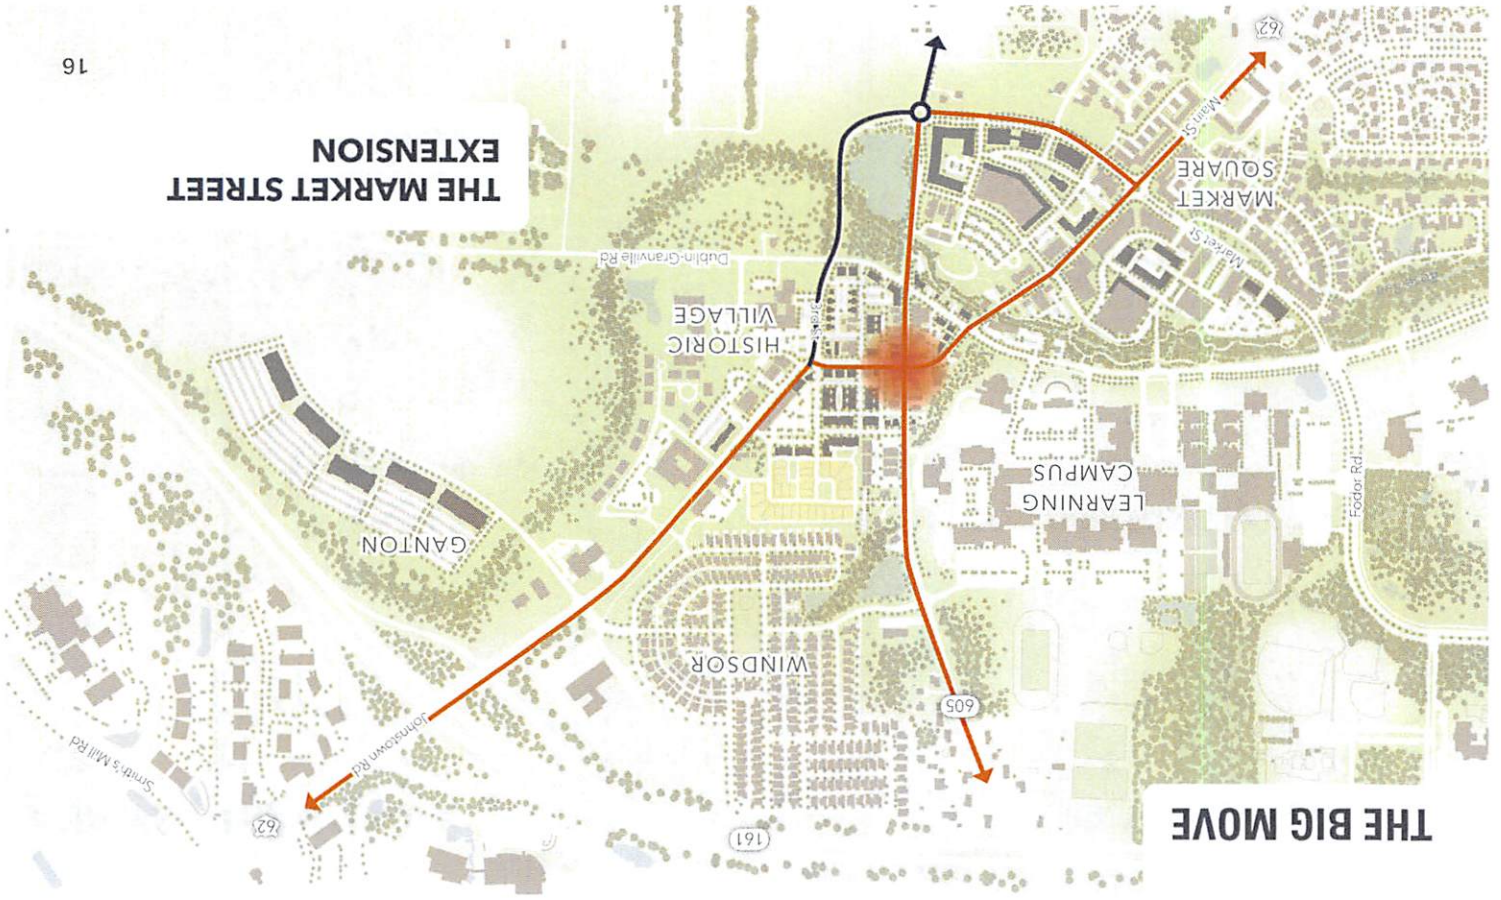 THE BIG MOVE
161
62
Smith's Mill Rd
Johnstown Rd
605
WINDSOR
GANTON
LEARNING
CAMPUS
Fodor Rd
HISTORIC
VILLAGE
Dublin-Granville Rd
Market St
MARKET
SQUARE
Main St
62
THE MARKET STREET
EXTENSION
16